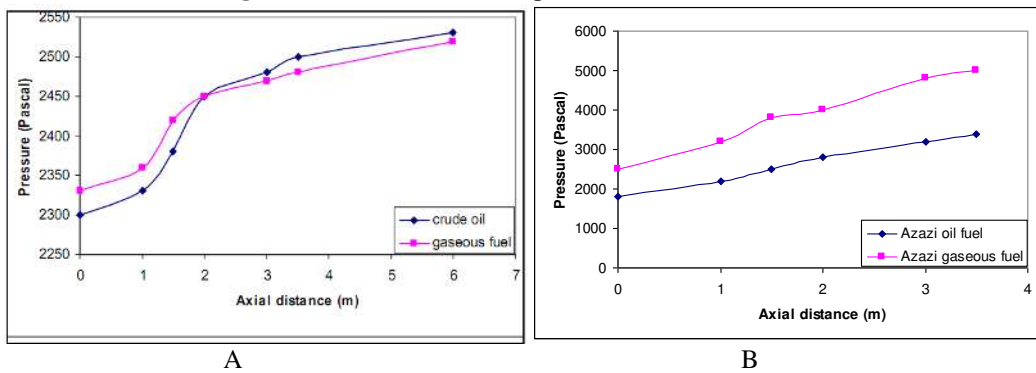 2550
2500
2450
2400
2350
2300
2250
Pressure (Pascal)
crude oil
gaseous fuel
0 1 2 3 4 5 6 7
Axial distance (m)
A
6000
5000
4000
3000
2000
1000
0
Pressure (Pascal)
Azazi oil fuel
Azazi gaseous fuel
0 1 2 3 4
Axial distance (m)
B